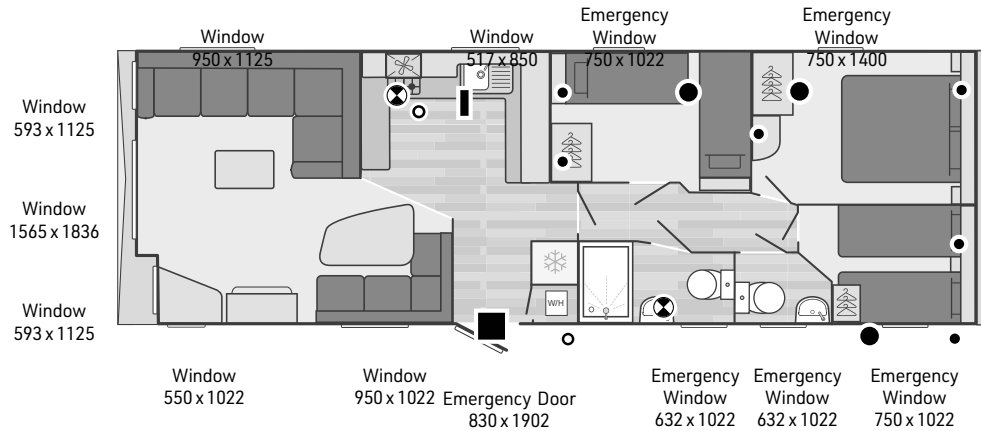 Emergency
Window
750 x 1022
Emergency
Window
750 x 1400
Window
950 x 1125
Window
517 x 850
Window
593 x 1125
Window
1565 x 1836
Window
593 x 1125
W/H
Window
550 x 1022
Window
950 x 1022
Emergency Door
830 x 1902
Emergency
Window
632 x 1022
Emergency
Window
632 x 1022
Emergency
Window
750 x 1022